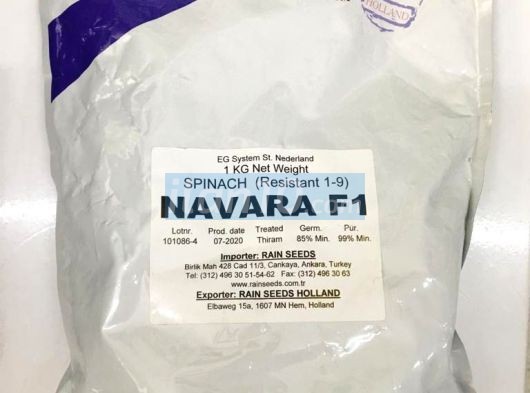 HOLLAND
EG System St. Nederland
1 KG Net Weight
SPINACH (Resistant 1-9)
NAVARA F1
Lotnr. Prod. date Treated Germ. Pur.
101086-4 07-2020 Thiram 85% Min. 99% Min.
Importer: RAIN SEEDS
Birlik Mah 428 Cad 11/3, Cankaya, Ankara, Turkey
Tel: (312) 496 30 51-54-62 Fax: (312) 496 30 63
www.rainseeds.com.tr
Exporter: RAIN SEEDS HOLLAND
Elbaweg 15a, 1607 MN Hem, Holland